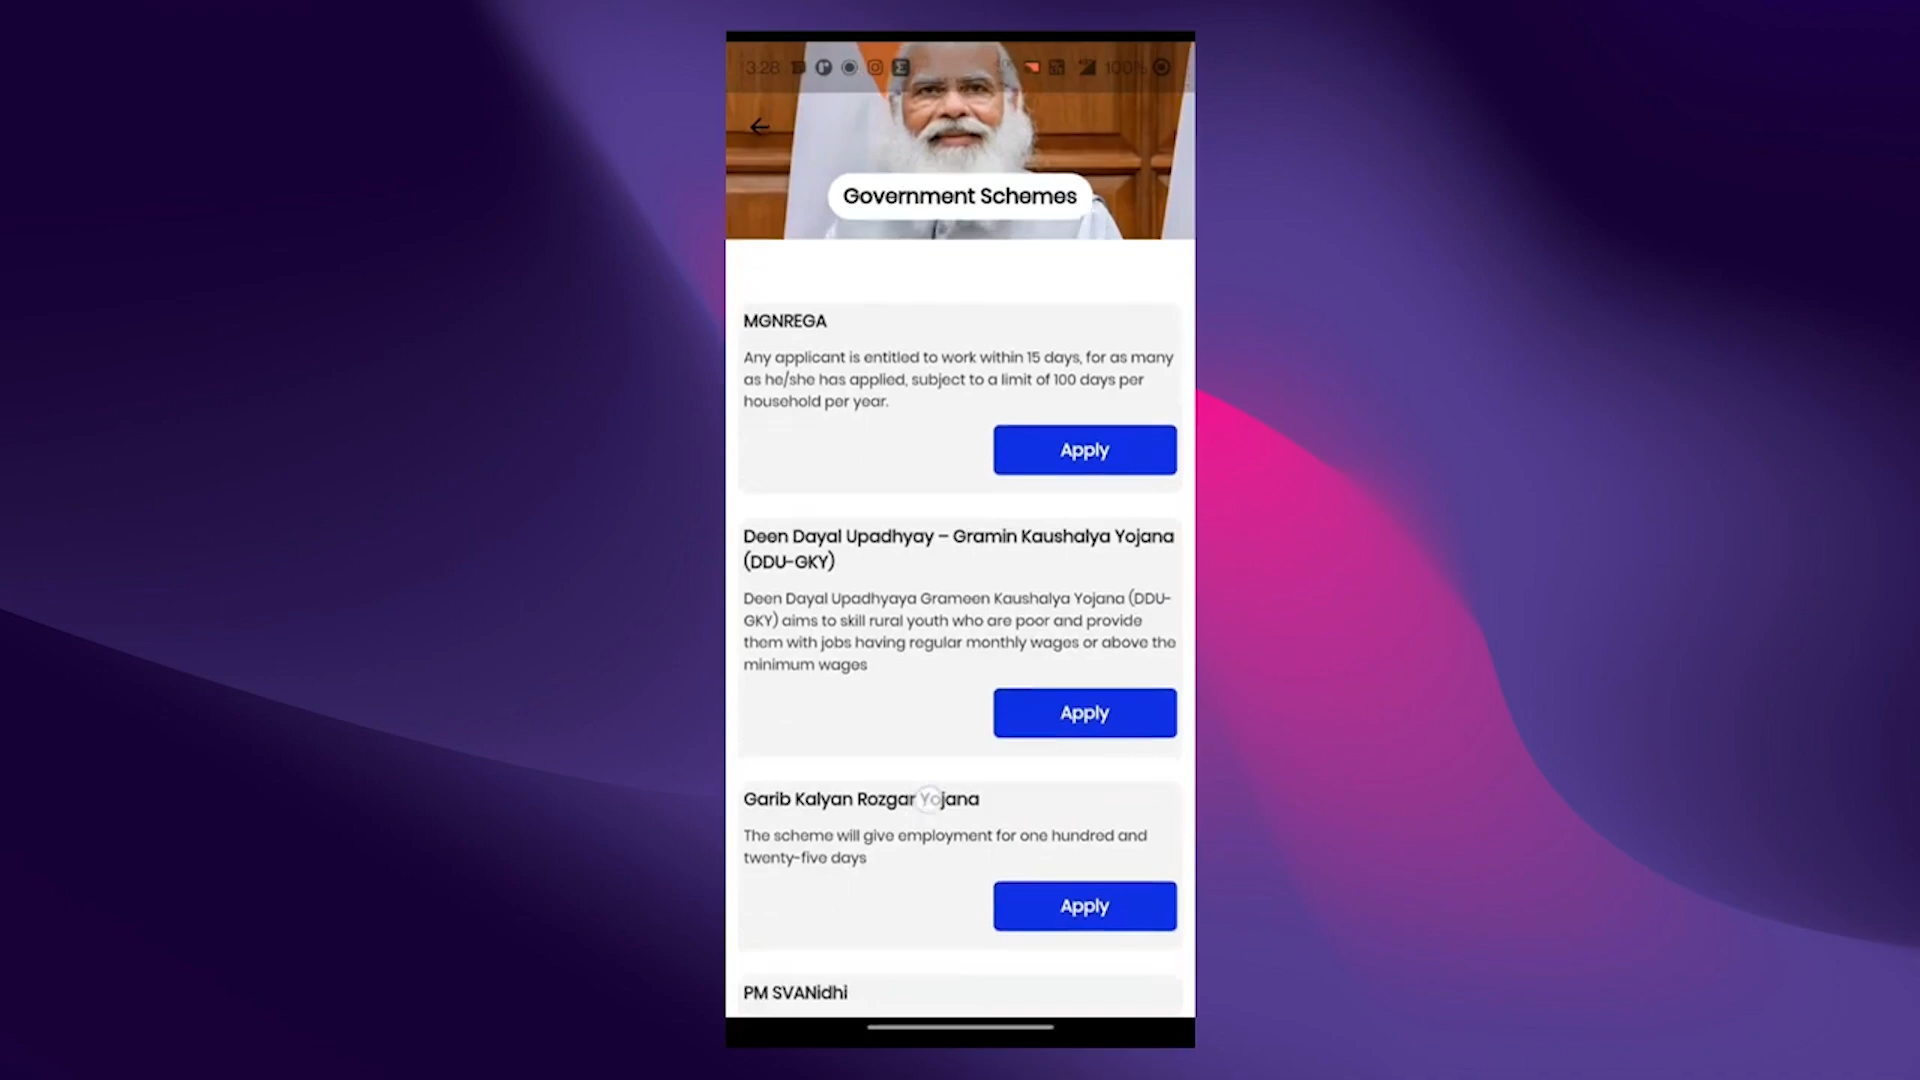 3:28 100%
Government Schemes
MGNREGA
Any applicant is entitled to work within 15 days, for as many
as he/she has applied, subject to a limit of 100 days per
household per year.
Apply
Deen Dayal Upadhyay – Gramin Kaushalya Yojana
(DDU-GKY)
Deen Dayal Upadhyaya Grameen Kaushalya Yojana (DDU-
GKY) aims to skill rural youth who are poor and provide
them with jobs having regular monthly wages or above the
minimum wages
Apply
Garib Kalyan Rozgar Yojana
The scheme will give employment for one hundred and
twenty-five days
Apply
PM SVANidhi